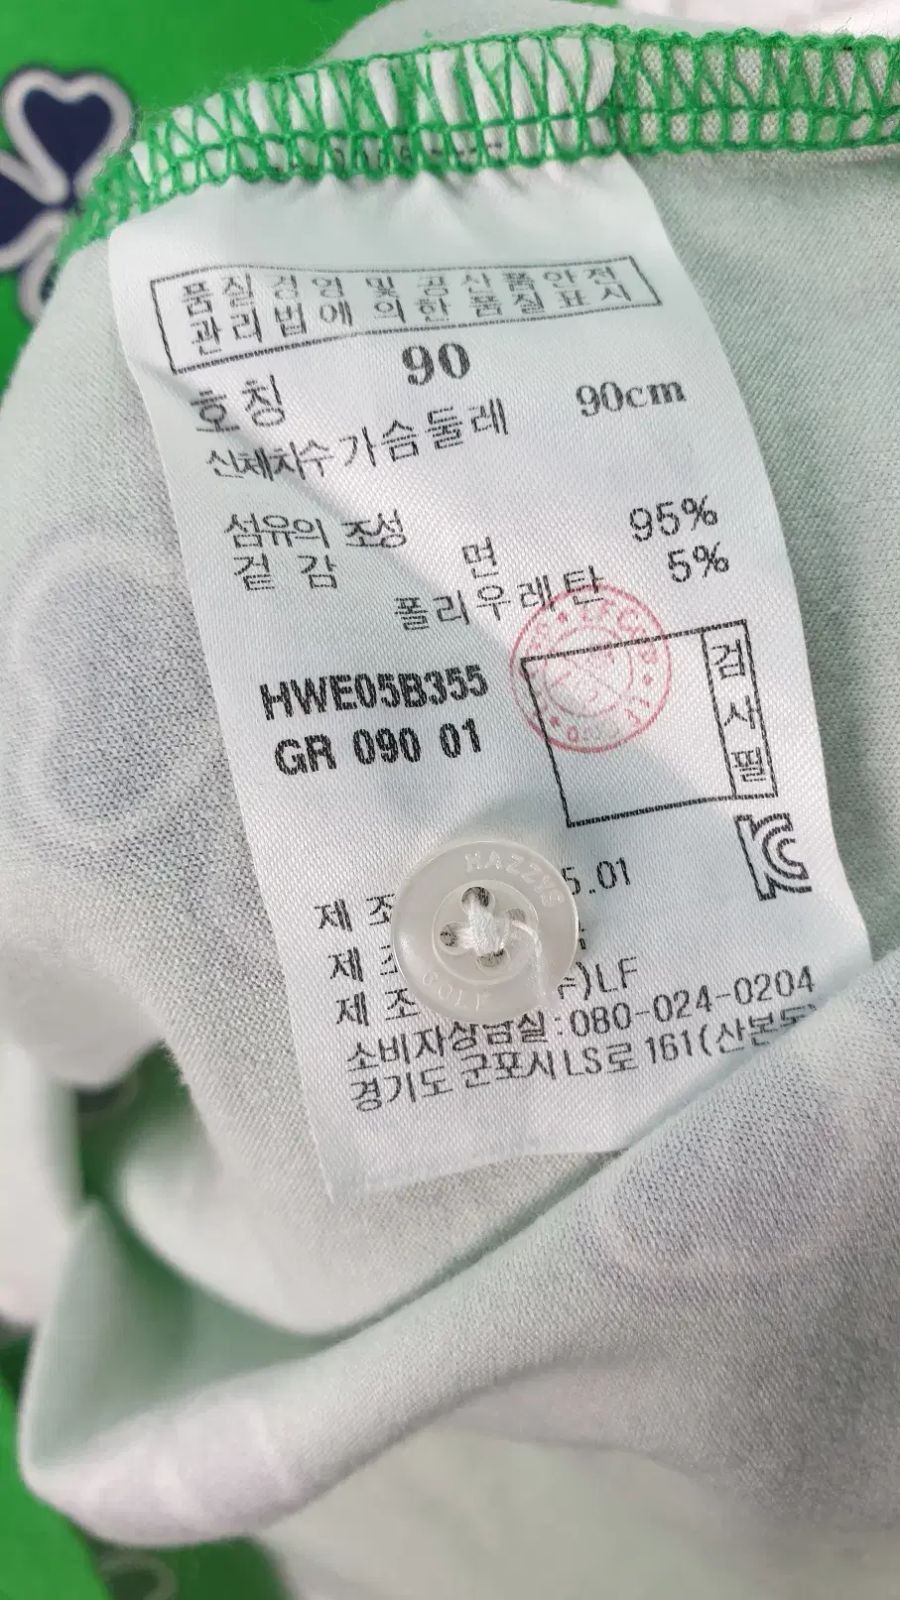 품질경영 및 공산품안전
관리법에 의한 품질표시
호칭 90
신체치수 가슴둘레 90cm
섬유의 조성
겉감 면 95%
폴리우레탄 5%
HWE05B355
GR 090 01
검사필
제조 5.01
HAZZYS
GOLF
제
제조 )LF
소비자상담실:080-024-0204
경기도 군포시 LS로 161(산본동